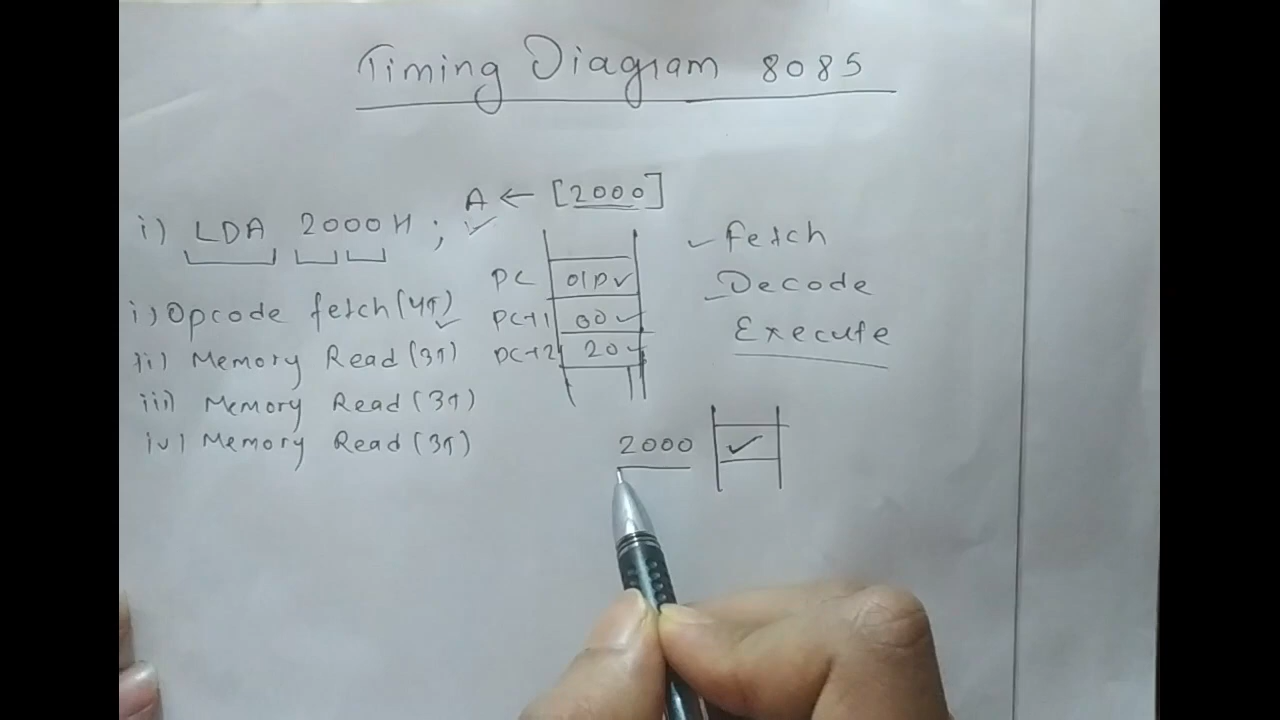 Timing Diagram 8085
A ← [2000]
i) LDA 2000H ;
PC O/P ✓
PC+1 00 ✓
PC+2 20 ✓
✓ Fetch
Decode
Execute
i) Opcode fetch (4T)
ii) Memory Read (3T)
iii) Memory Read (3T)
iv) Memory Read (3T)
2000 ✓